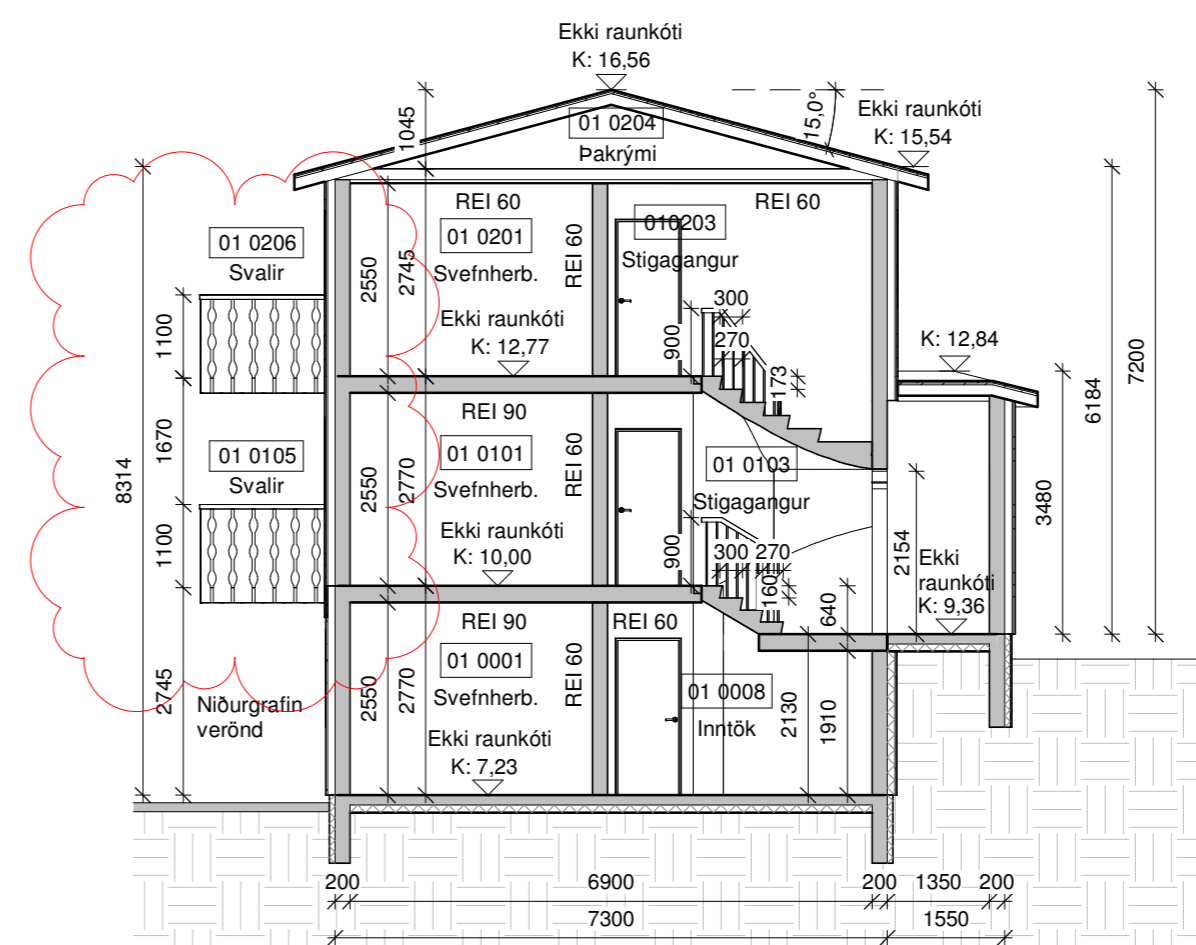 Ekki raunkóti
K: 16,56
1045
01 0204
Þakrými
15,0°
Ekki raunkóti
K: 15,54
REI 60
REI 60
01 0206
Svalir
2550
2745
01 0201
Svefnherb.
REI 60
010203
Stigagangur
300
270
900
173
1100
Ekki raunkóti
K: 12,77
K: 12,84
7200
6184
3480
8314
1670
REI 90
01 0105
Svalir
2550
2770
01 0101
Svefnherb.
REI 60
01 0103
Stigagangur
900
300
270
160
2154
640
1100
Ekki raunkóti
K: 10,00
Ekki
raunkóti
K: 9,36
REI 90
REI 60
2745
Niðurgrafin
verönd
2550
2770
01 0001
Svefnherb.
REI 60
01 0008
Inntök
2130
1910
Ekki raunkóti
K: 7,23
200
6900
200
1350
200
7300
1550